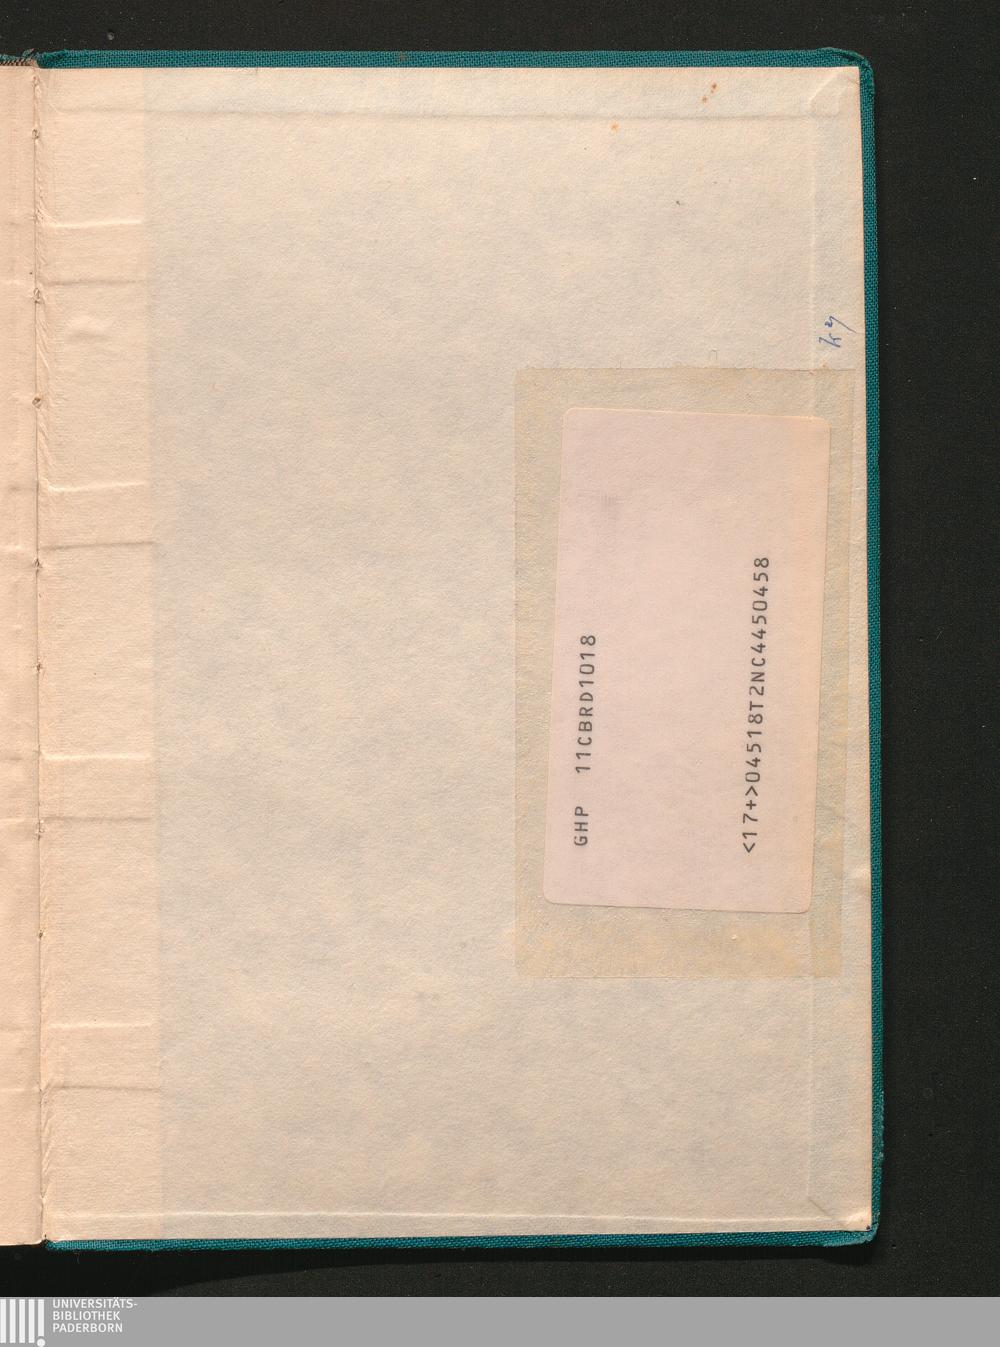 GHP 11CBRD1018
<17+>04518T2NC4450458
UNIVERSITÄTS-
BIBLIOTHEK
PADERBORN